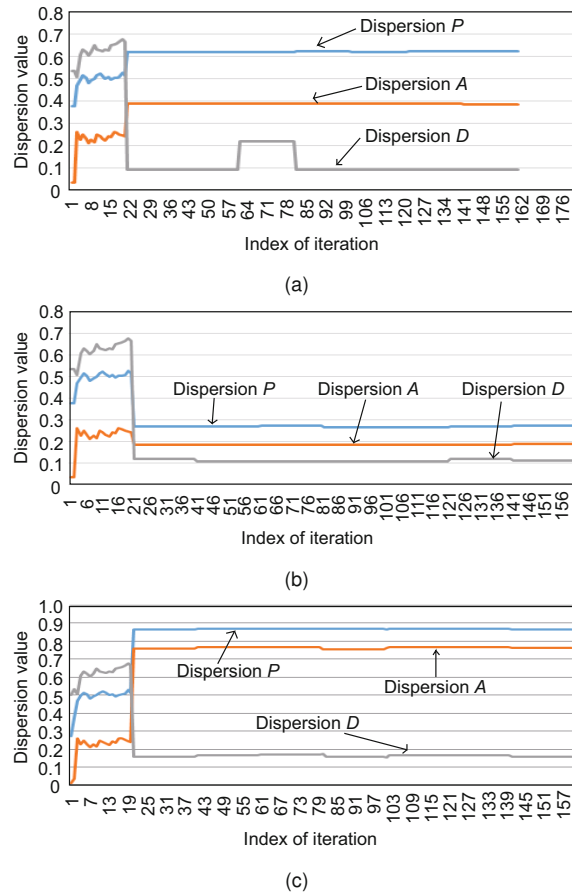 0.8
Dispersion P
0.7
0.6
0.5
Dispersion A
0.4
0.3
Dispersion D
0.2
0.1
0
Dispersion value
1 8 15 22 29 36 43 50 57 64 71 78 85 92 99 106 113 120 127 134 141 148 155 162 169 176
Index of iteration
(a)
0.8
0.7
0.6
0.5
Dispersion P Dispersion A Dispersion D
0.4
0.3
0.2
0.1
0
Dispersion value
1 6 11 16 21 26 31 36 41 46 51 56 61 66 71 76 81 86 91 96 101 106 111 116 121 126 131 136 141 146 151 156
Index of iteration
(b)
1.0
0.9
0.8
0.7
Dispersion P
Dispersion A
0.6
0.5
0.4
Dispersion D
0.3
0.2
0.1
0
Dispersion value
1 7 13 19 25 31 37 43 49 55 61 67 73 79 85 91 97 103 109 115 121 127 133 139 145 151 157
Index of iteration
(c)